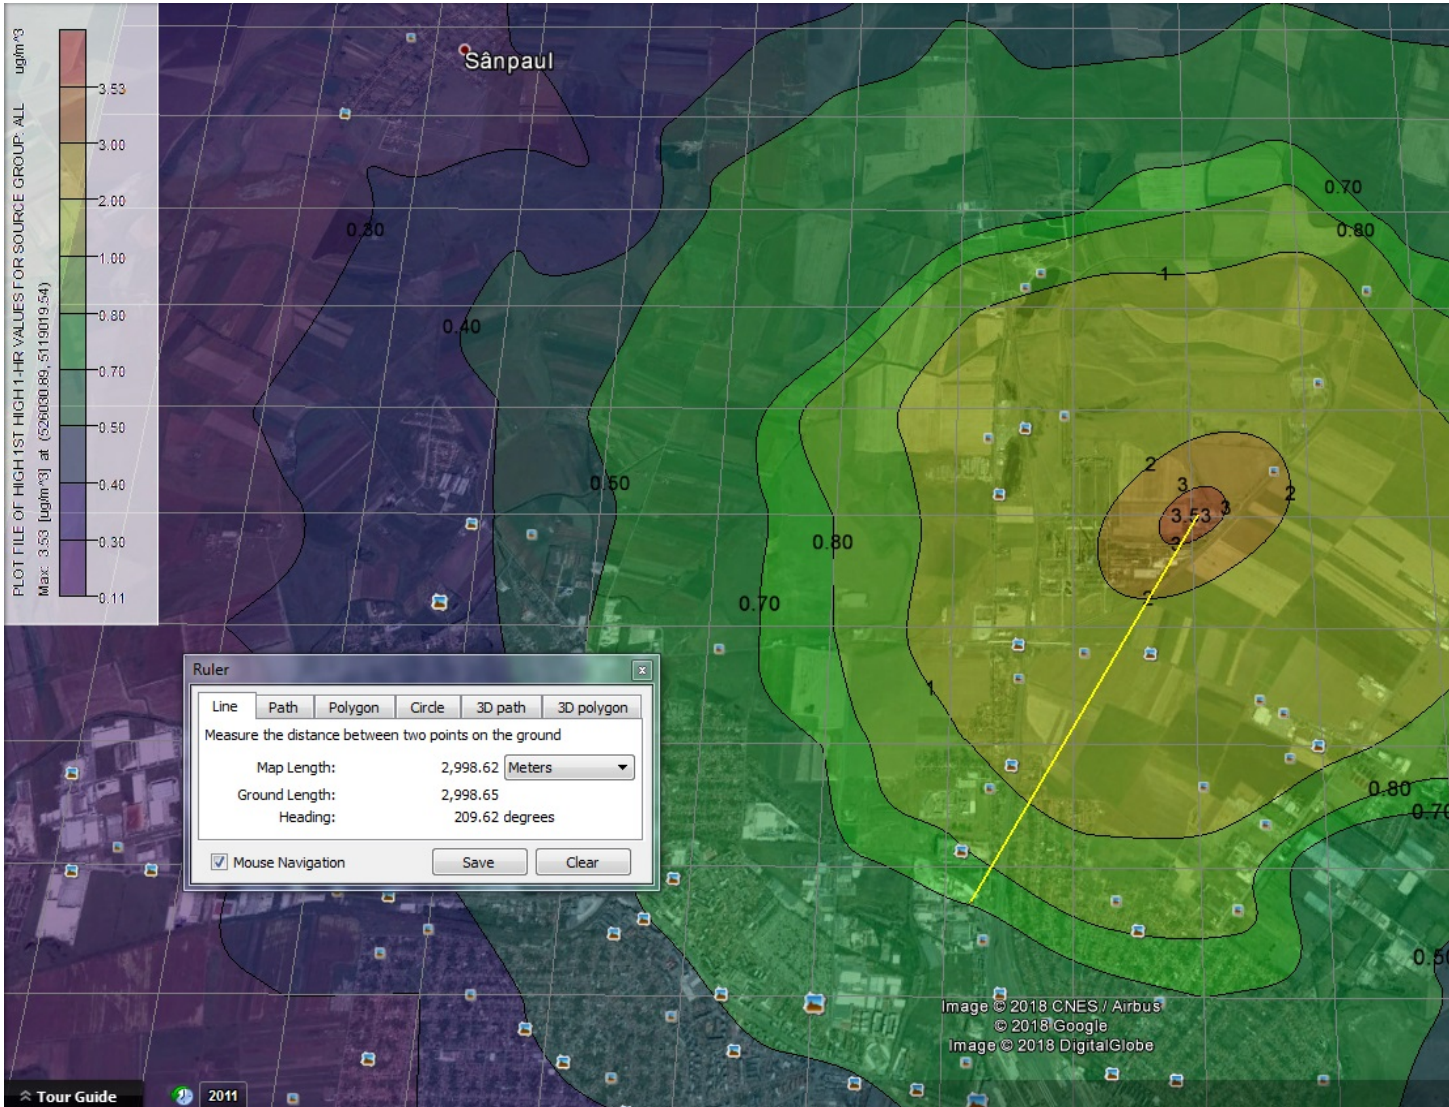 PLOT FILE OF HIGH 1ST HIGH 1-HR VALUES FOR SOURCE GROUP: ALL ug/m^3
Max: 3.53 [ug/m^3] at (526030.89, 5119019.54)
3.53
3.00
2.00
1.00
0.80
0.70
0.50
0.40
0.30
0.11
Sânpaul
0.70
0.30
0.80
1
0.40
2
3
0.50
2
3
3.53
3
0.80
2
0.70
1
0.80
0.70
0.50
Ruler
x
Line Path Polygon Circle 3D path 3D polygon
Measure the distance between two points on the ground
Map Length: 2,998.62 Meters
Ground Length: 2,998.65
Heading: 209.62 degrees
Mouse Navigation Save Clear
Image © 2018 CNES / Airbus
© 2018 Google
Image © 2018 DigitalGlobe
Tour Guide 2011